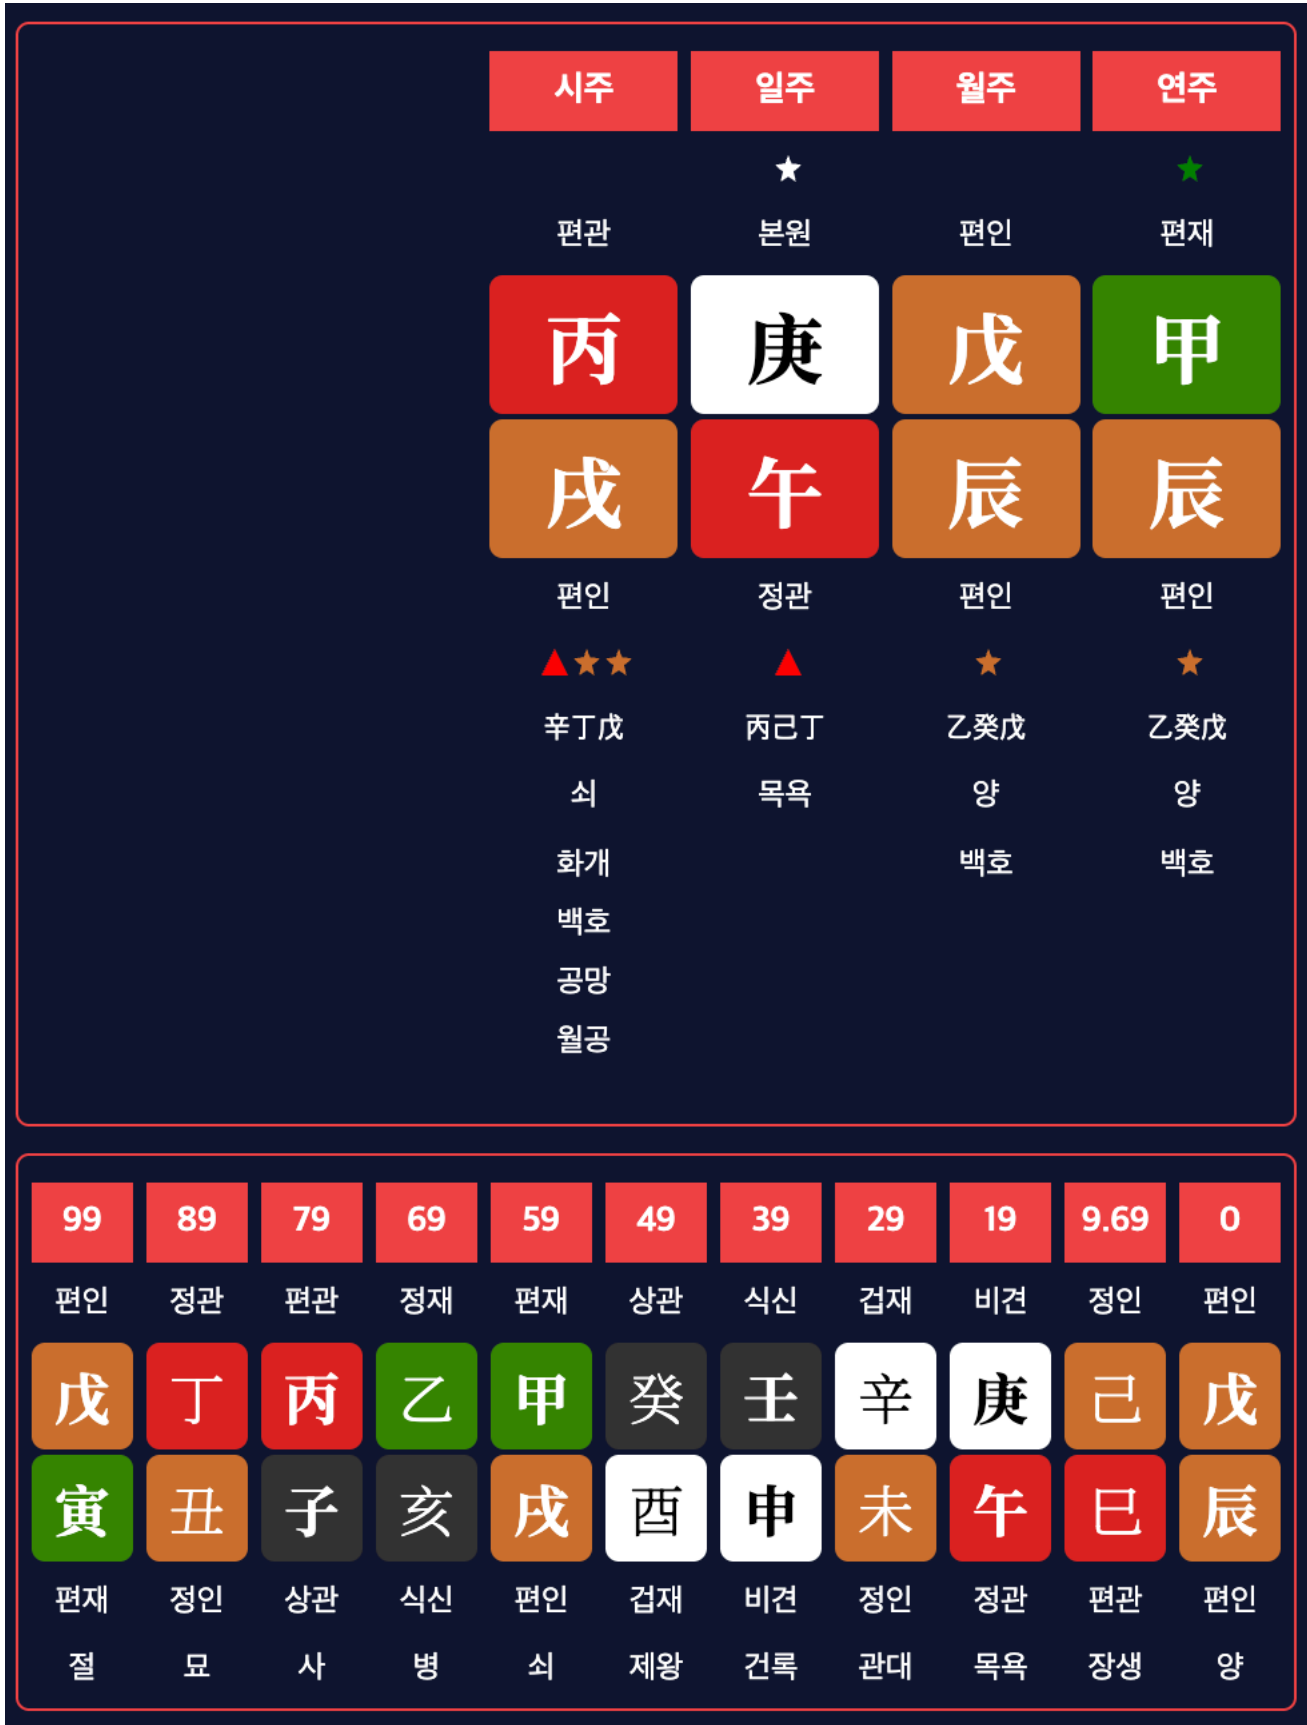 시주 일주 월주 연주
편관 본원 편인 편재
丙 庚 戊 甲
戌 午 辰 辰
편인 정관 편인 편인
辛丁戊 丙己丁 乙癸戊 乙癸戊
쇠 목욕 양 양
화개 백호 백호
백호
공망
월공
99 89 79 69 59 49 39 29 19 9.69 0
편인 정관 편관 정재 편재 상관 식신 겁재 비견 정인 편인
戊 丁 丙 乙 甲 癸 壬 辛 庚 己 戊
寅 丑 子 亥 戌 酉 申 未 午 巳 辰
편재 정인 상관 식신 편인 겁재 비견 정인 정관 편관 편인
절 묘 사 병 쇠 제왕 건록 관대 목욕 장생 양